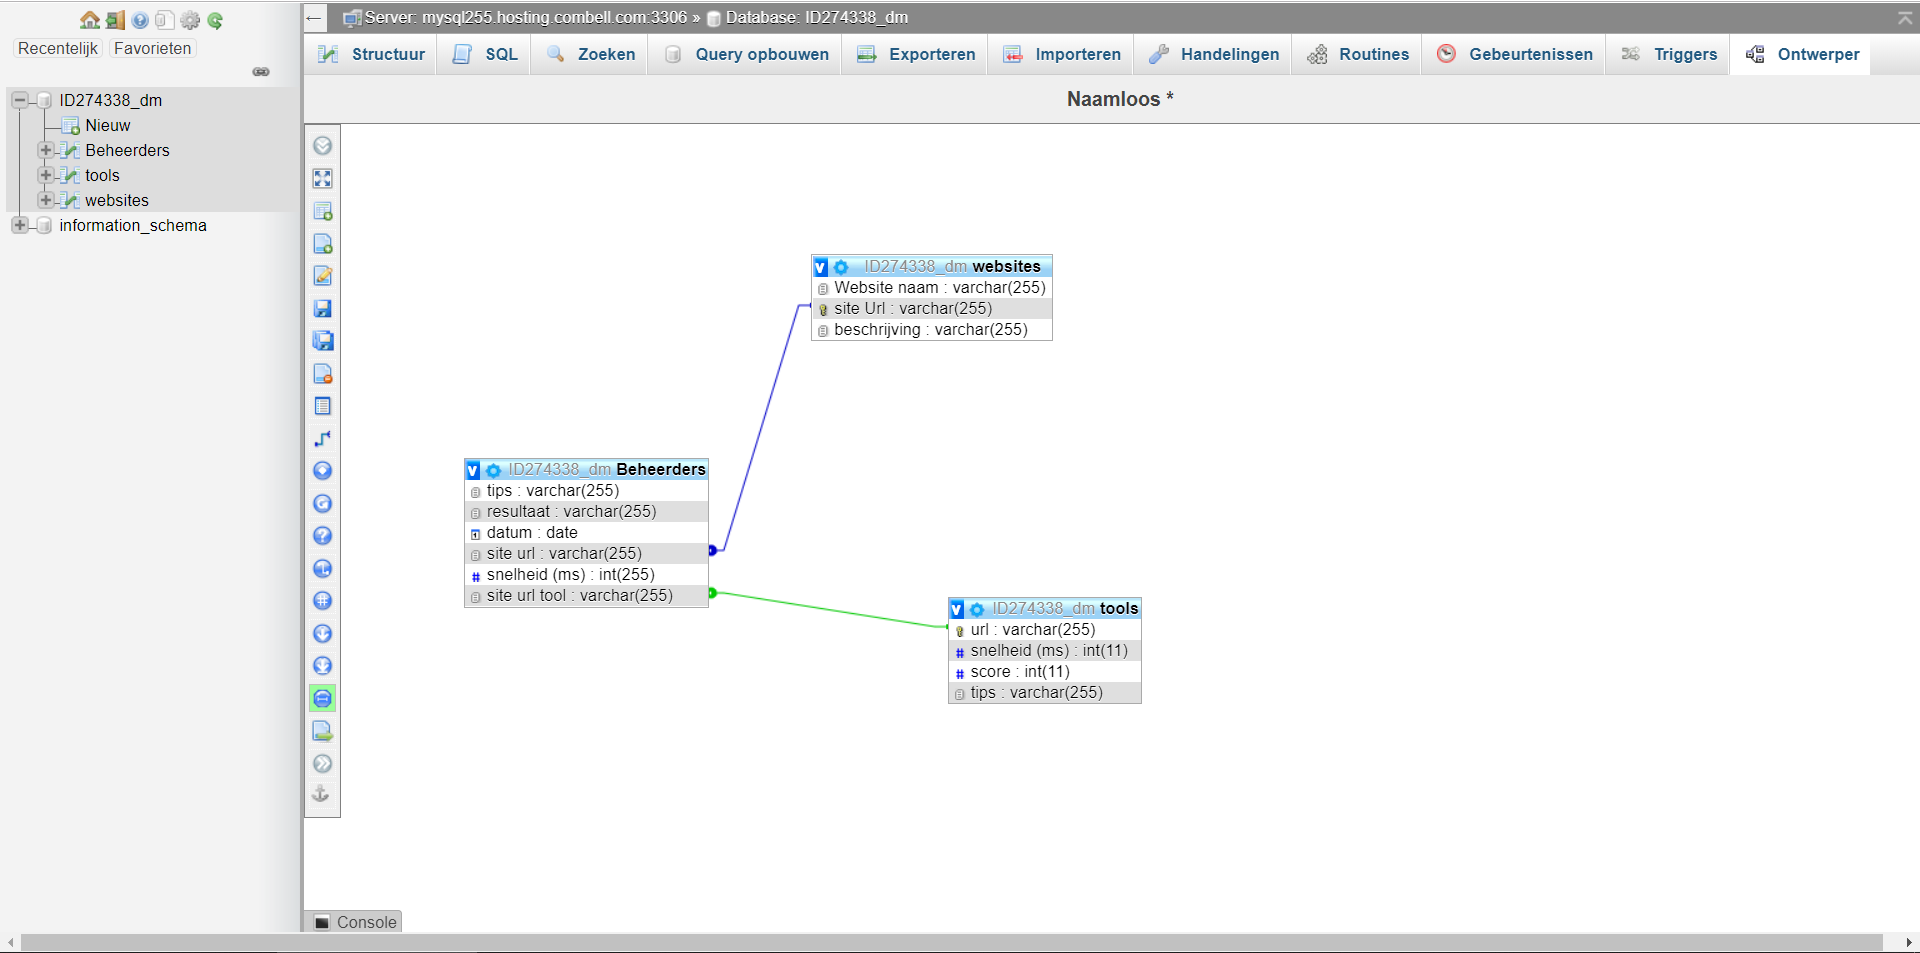 Recentelijk Favorieten
ID274338_dm
Nieuw
Beheerders
tools
websites
information_schema
Server: mysql255.hosting.combell.com:3306 » Database: ID274338_dm
Structuur SQL Zoeken Query opbouwen Exporteren Importeren Handelingen Routines Gebeurtenissen Triggers Ontwerper
Naamloos *
ID274338_dm websites
Website naam : varchar(255)
site Url : varchar(255)
beschrijving : varchar(255)
ID274338_dm Beheerders
tips : varchar(255)
resultaat : varchar(255)
datum : date
site url : varchar(255)
snelheid (ms) : int(255)
site url tool : varchar(255)
ID274338_dm tools
url : varchar(255)
snelheid (ms) : int(11)
score : int(11)
tips : varchar(255)
Console